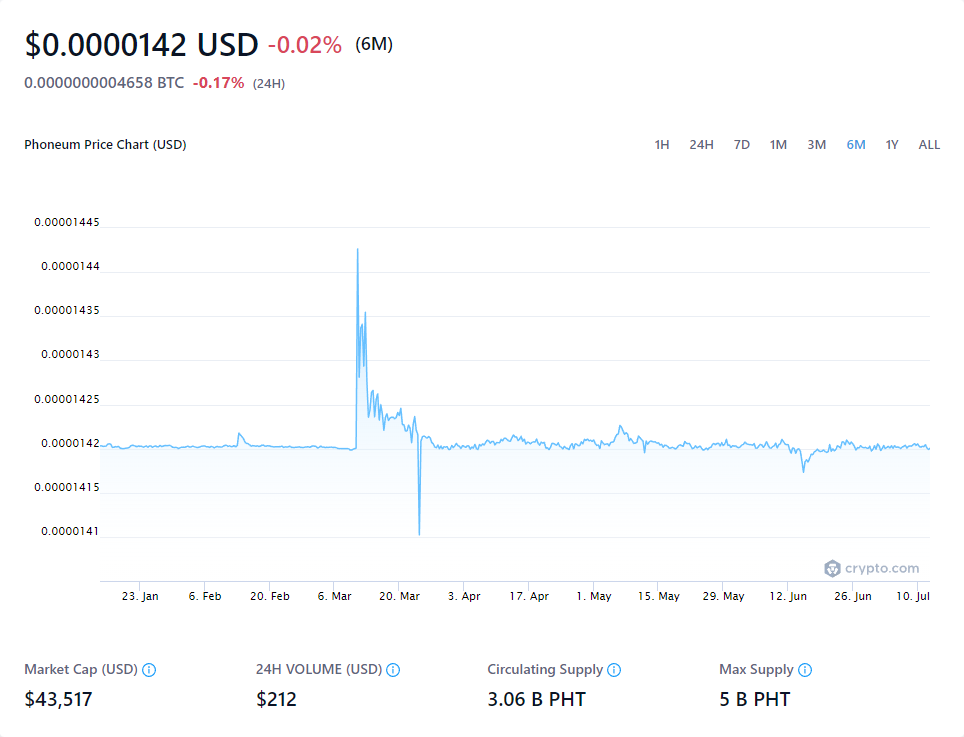 $0.0000142 USD -0.02% (6M)
0.0000000004658 BTC -0.17% (24H)
Phoneum Price Chart (USD) 1H 24H 7D 1M 3M 6M 1Y ALL
0.00001445
0.0000144
0.00001435
0.0000143
0.00001425
0.0000142
0.00001415
0.0000141
crypto.com
23. Jan 6. Feb 20. Feb 6. Mar 20. Mar 3. Apr 17. Apr 1. May 15. May 29. May 12. Jun 26. Jun 10. Jul
Market Cap (USD) 24H VOLUME (USD) Circulating Supply Max Supply
$43,517 $212 3.06 B PHT 5 B PHT